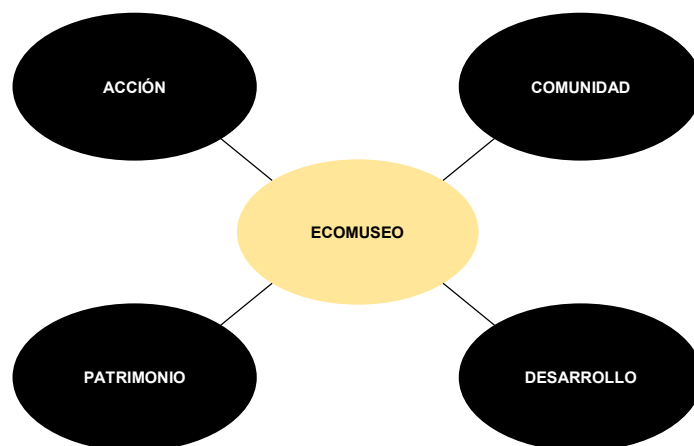 ACCIÓN
COMUNIDAD
ECOMUSEO
PATRIMONIO
DESARROLLO